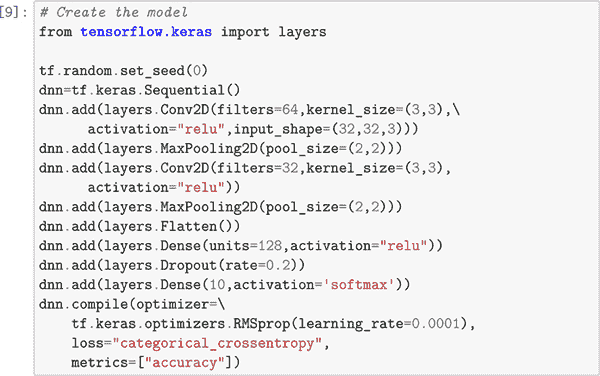 [9]: # Create the model
from tensorflow.keras import layers
tf.random.set_seed(0)
dnn=tf.keras.Sequential()
dnn.add(layers.Conv2D(filters=64,kernel_size=(3,3),\
activation="relu",input_shape=(32,32,3)))
dnn.add(layers.MaxPooling2D(pool_size=(2,2)))
dnn.add(layers.Conv2D(filters=32,kernel_size=(3,3),
activation="relu"))
dnn.add(layers.MaxPooling2D(pool_size=(2,2)))
dnn.add(layers.Flatten())
dnn.add(layers.Dense(units=128,activation="relu"))
dnn.add(layers.Dropout(rate=0.2))
dnn.add(layers.Dense(10,activation='softmax'))
dnn.compile(optimizer=\
tf.keras.optimizers.RMSprop(learning_rate=0.0001),
loss="categorical_crossentropy",
metrics=["accuracy"])